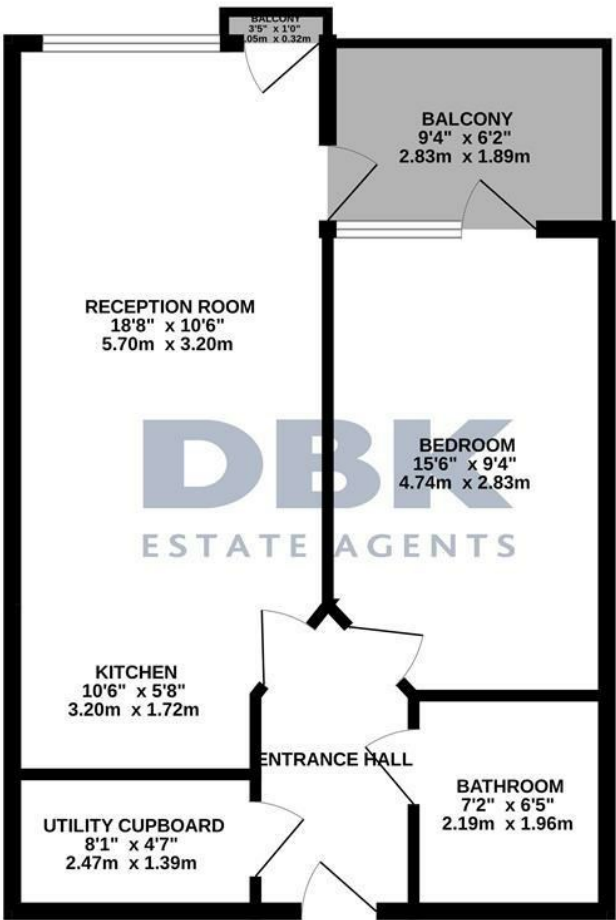 BALCONY
3'5" x 1'0"
.05m x 0.32m
BALCONY
9'4" x 6'2"
2.83m x 1.89m
RECEPTION ROOM
18'8" x 10'6"
5.70m x 3.20m
DBK
ESTATE AGENTS
BEDROOM
15'6" x 9'4"
4.74m x 2.83m
KITCHEN
10'6" x 5'8"
3.20m x 1.72m
ENTRANCE HALL
BATHROOM
7'2" x 6'5"
2.19m x 1.96m
UTILITY CUPBOARD
8'1" x 4'7"
2.47m x 1.39m